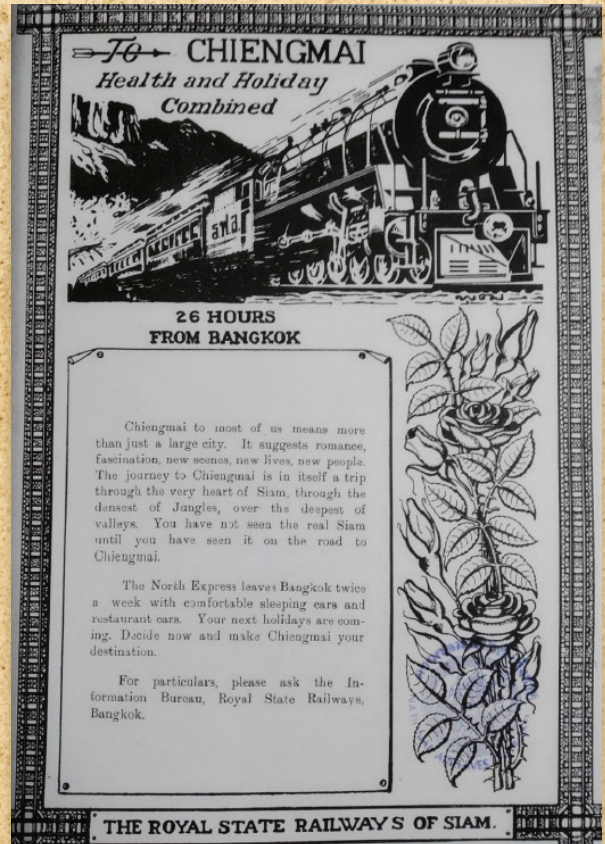 TO CHIENGMAI
Health and Holiday
Combined
26 HOURS
FROM BANGKOK
Chiengmai to most of us means more
than just a large city. It suggests romance,
fascination, new scenes, new lives, new people.
The journey to Chiengmai is in itself a trip
through the very heart of Siam, through the
densest of Jungles, over the deepest of
valleys. You have not seen the real Siam
until you have seen it on the road to
Chiengmai.
The North Express leaves Bangkok twice
a week with comfortable sleeping cars and
restaurant cars. Your next holidays are com-
ing. Decide now and make Chiengmai your
destination.
For particulars, please ask the In-
formation Bureau, Royal State Railways,
Bangkok.
THE ROYAL STATE RAILWAYS OF SIAM.